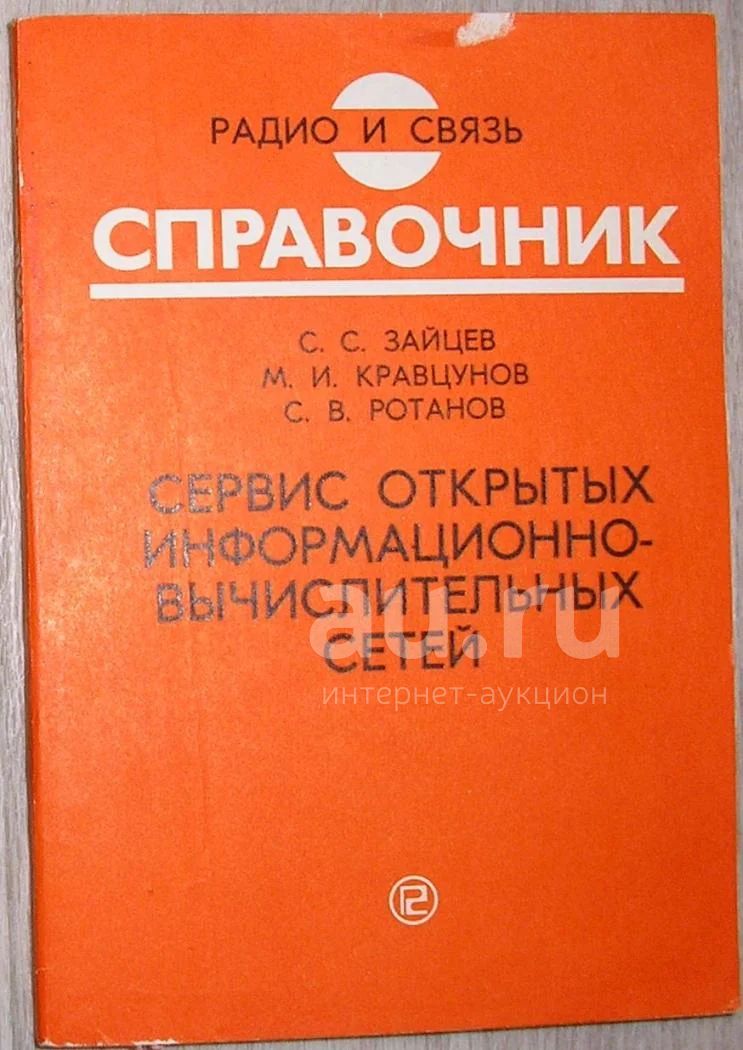 РАДИО И СВЯЗЬ
СПРАВОЧНИК
С. С. ЗАЙЦЕВ
М. И. КРАВЦУНОВ
С. В. РОТАНОВ
СЕРВИС ОТКРЫТЫХ
ИНФОРМАЦИОННО-
ВЫЧИСЛИТЕЛЬНЫХ
СЕТЕЙ
au.ru
интернет-аукцион